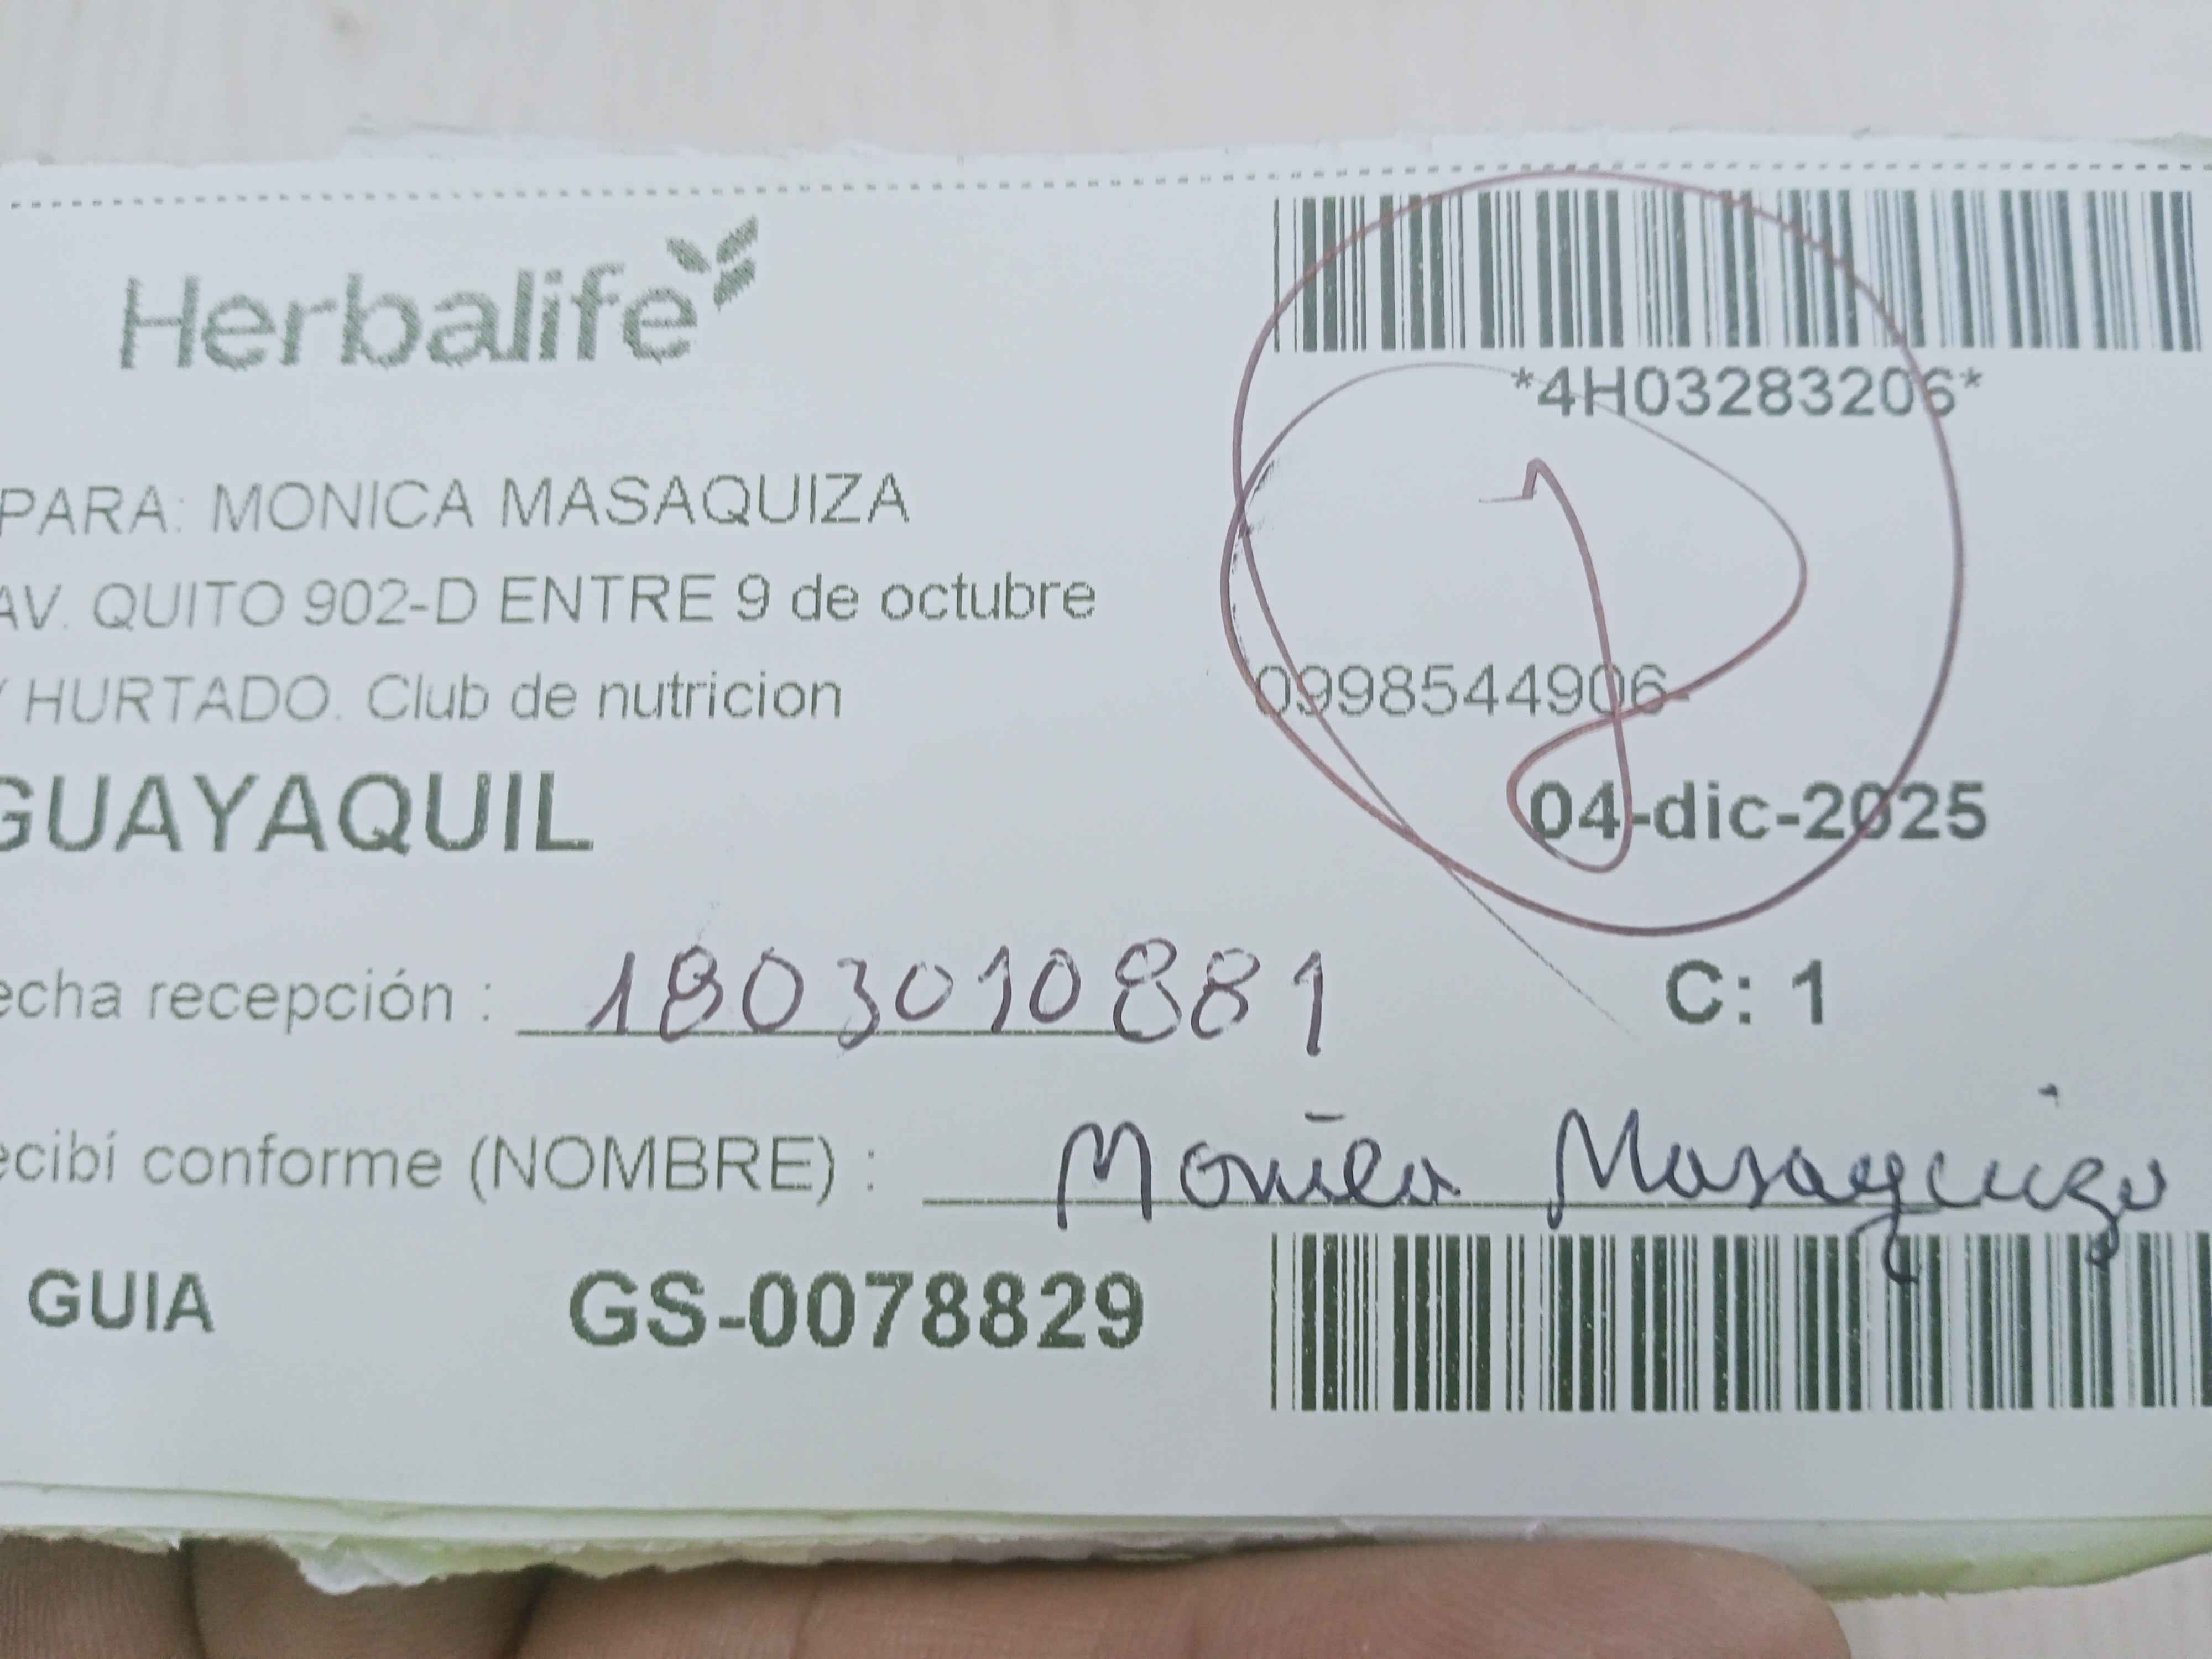 Herbalife
*4H03283206*
PARA: MONICA MASAQUIZA
AV. QUITO 902-D ENTRE 9 de octubre
Y HURTADO. Club de nutricion
0998544906-
GUAYAQUIL
04-dic-2025
echa recepción : 1803010881
C: 1
ecibí conforme (NOMBRE) : Monica Masaquiza
GUIA GS-0078829